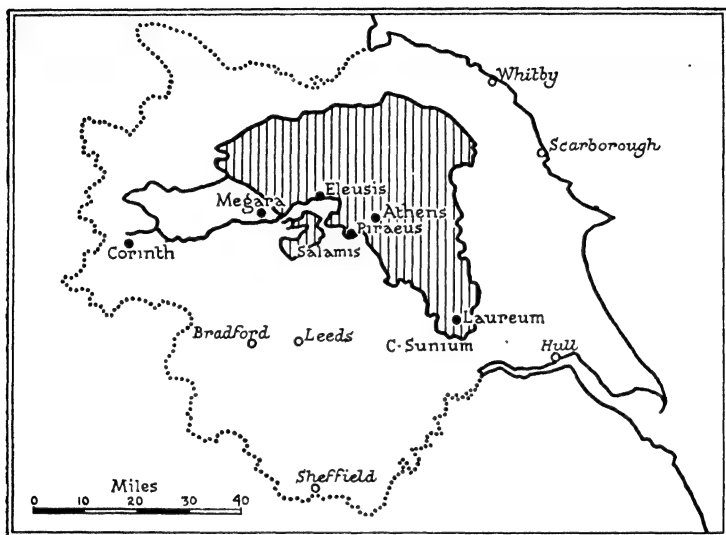 Whitby
Scarborough
Eleusis
Megara
Athens
Piraeus
Corinth
Salamis
Laureum
Bradford
Leeds
C. Sunium
Hull
Sheffield
Miles
0 10 20 30 40